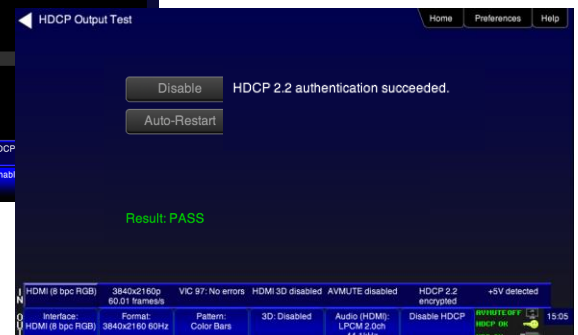 HDCP Output Test
Home
Preferences
Help
Disable
HDCP 2.2 authentication succeeded.
Auto-Restart
Result: PASS
IN
HDMI (8 bpc RGB)
3840x2160p
60.01 frames/s
VIC 97: No errors
HDMI 3D disabled
AVMUTE disabled
HDCP 2.2
encrypted
+5V detected
OUT
Interface:
HDMI (8 bpc RGB)
Format:
3840x2160 60Hz
Pattern:
Color Bars
3D: Disabled
Audio (HDMI):
LPCM 2.0ch
Disable HDCP
AVMUTE OFF
HDCP OK
15:05